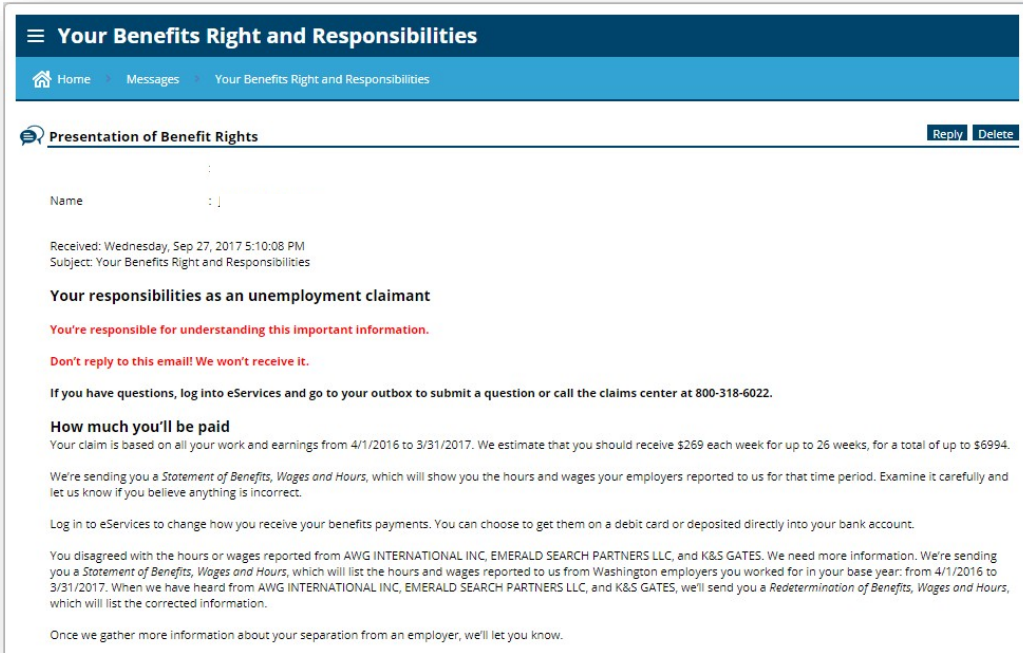 Your Benefits Right and Responsibilities
Home Messages Your Benefits Right and Responsibilities
Presentation of Benefit Rights
Reply Delete
:
Name :
Received: Wednesday, Sep 27, 2017 5:10:08 PM
Subject: Your Benefits Right and Responsibilities
Your responsibilities as an unemployment claimant
You're responsible for understanding this important information.
Don't reply to this email! We won't receive it.
If you have questions, log into eServices and go to your outbox to submit a question or call the claims center at 800-318-6022.
How much you'll be paid
Your claim is based on all your work and earnings from 4/1/2016 to 3/31/2017. We estimate that you should receive $269 each week for up to 26 weeks, for a total of up to $6994.
We're sending you a Statement of Benefits, Wages and Hours, which will show you the hours and wages your employers reported to us for that time period. Examine it carefully and
let us know if you believe anything is incorrect.
Log in to eServices to change how you receive your benefits payments. You can choose to get them on a debit card or deposited directly into your bank account.
You disagreed with the hours or wages reported from AWG INTERNATIONAL INC, EMERALD SEARCH PARTNERS LLC, and K&S GATES. We need more information. We're sending
you a Statement of Benefits, Wages and Hours, which will list the hours and wages reported to us from Washington employers you worked for in your base year: from 4/1/2016 to
3/31/2017. When we have heard from AWG INTERNATIONAL INC, EMERALD SEARCH PARTNERS LLC, and K&S GATES, we'll send you a Redetermination of Benefits, Wages and Hours,
which will list the corrected information.
Once we gather more information about your separation from an employer, we'll let you know.